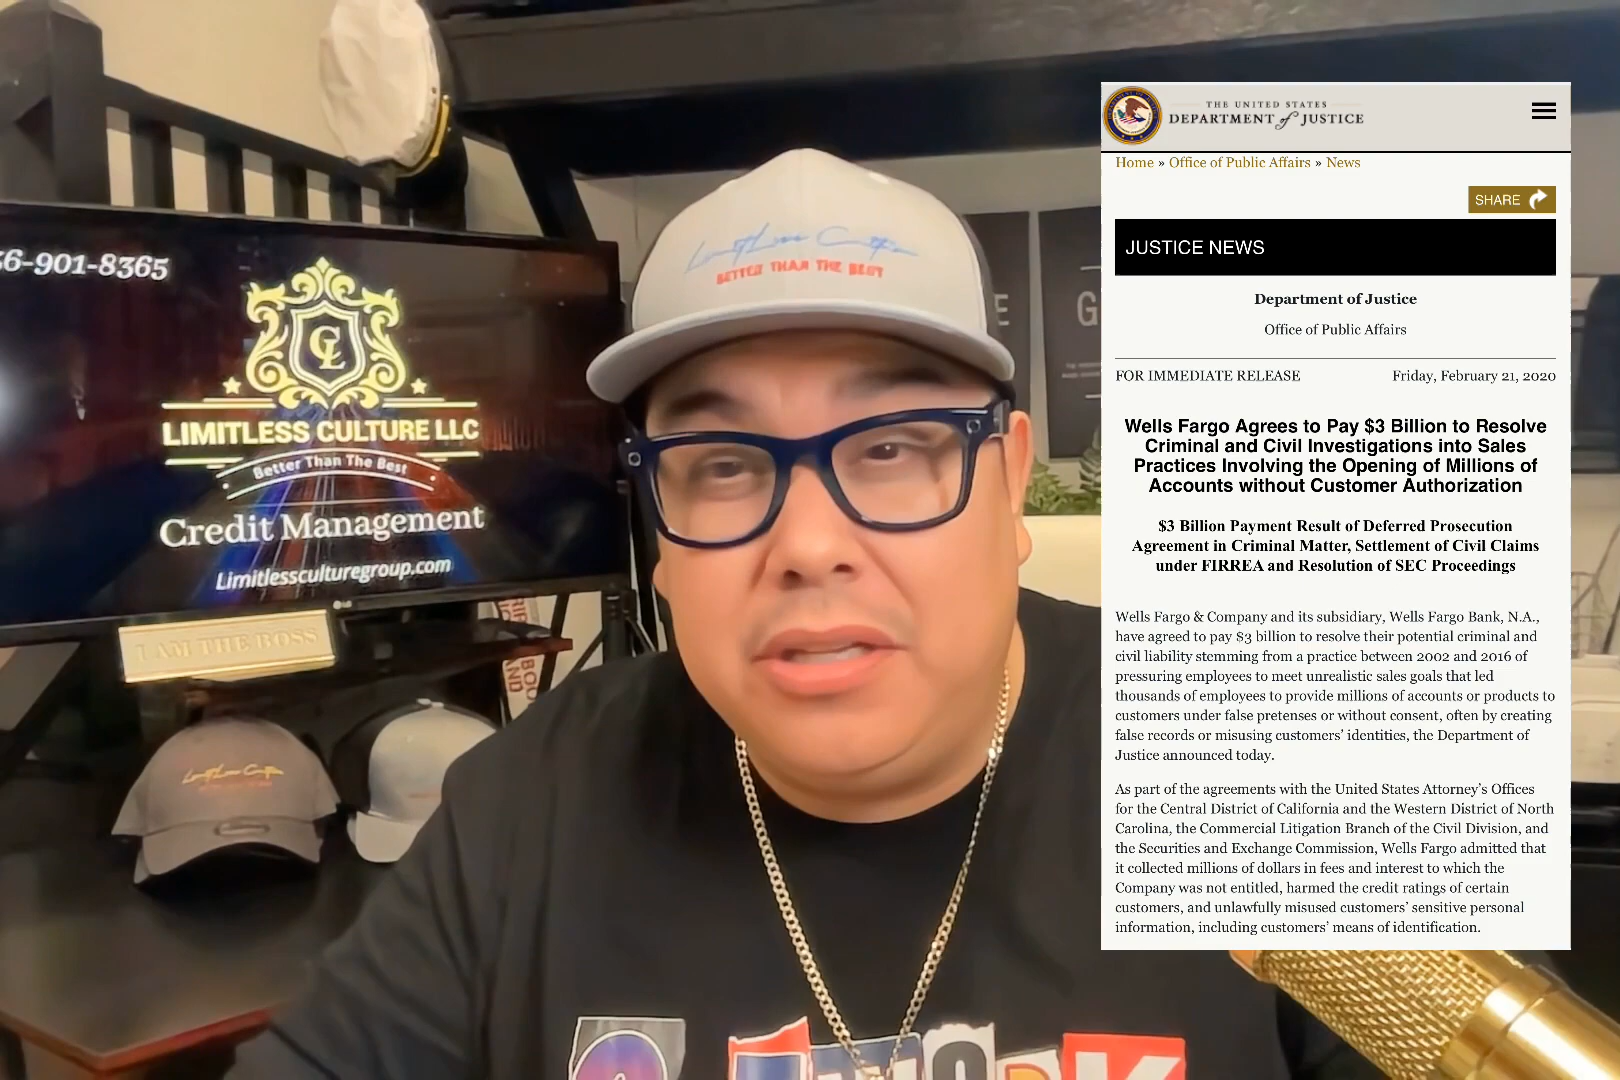 6-901-8365
CL
LIMITLESS CULTURE LLC
Better Than The Best
Credit Management
Limitlessculturegroup.com
I AM THE BOSS
LimitLess Culture
BETTER THAN THE BEST
THE UNITED STATES
DEPARTMENT of JUSTICE
Home » Office of Public Affairs » News
SHARE
JUSTICE NEWS
Department of Justice
Office of Public Affairs
FOR IMMEDIATE RELEASE Friday, February 21, 2020
Wells Fargo Agrees to Pay $3 Billion to Resolve
Criminal and Civil Investigations into Sales
Practices Involving the Opening of Millions of
Accounts without Customer Authorization
$3 Billion Payment Result of Deferred Prosecution
Agreement in Criminal Matter, Settlement of Civil Claims
under FIRREA and Resolution of SEC Proceedings
Wells Fargo & Company and its subsidiary, Wells Fargo Bank, N.A.,
have agreed to pay $3 billion to resolve their potential criminal and
civil liability stemming from a practice between 2002 and 2016 of
pressuring employees to meet unrealistic sales goals that led
thousands of employees to provide millions of accounts or products to
customers under false pretenses or without consent, often by creating
false records or misusing customers’ identities, the Department of
Justice announced today.
As part of the agreements with the United States Attorney’s Offices
for the Central District of California and the Western District of North
Carolina, the Commercial Litigation Branch of the Civil Division, and
the Securities and Exchange Commission, Wells Fargo admitted that
it collected millions of dollars in fees and interest to which the
Company was not entitled, harmed the credit ratings of certain
customers, and unlawfully misused customers’ sensitive personal
information, including customers’ means of identification.